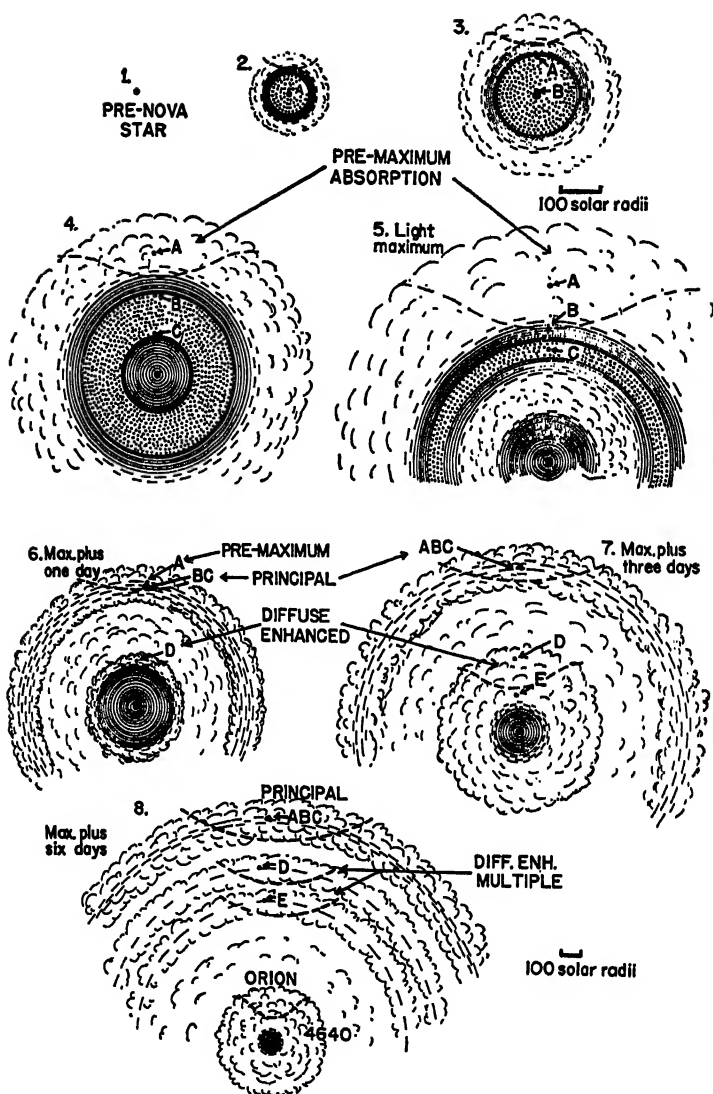 1.
PRE-NOVA
STAR
2.
A
3.
A
B
100 solar radii
PRE-MAXIMUM
ABSORPTION
4.
A
B
C
5. Light
maximum
A
B
C
6. Max. plus
one day
A
PRE-MAXIMUM
BC
PRINCIPAL
ABC
7. Max. plus
three days
DIFFUSE
ENHANCED
D
D
E
8.
Max. plus
six days
PRINCIPAL
ABC
D
E
DIFF. ENH.
MULTIPLE
ORION
4640
100 solar radii